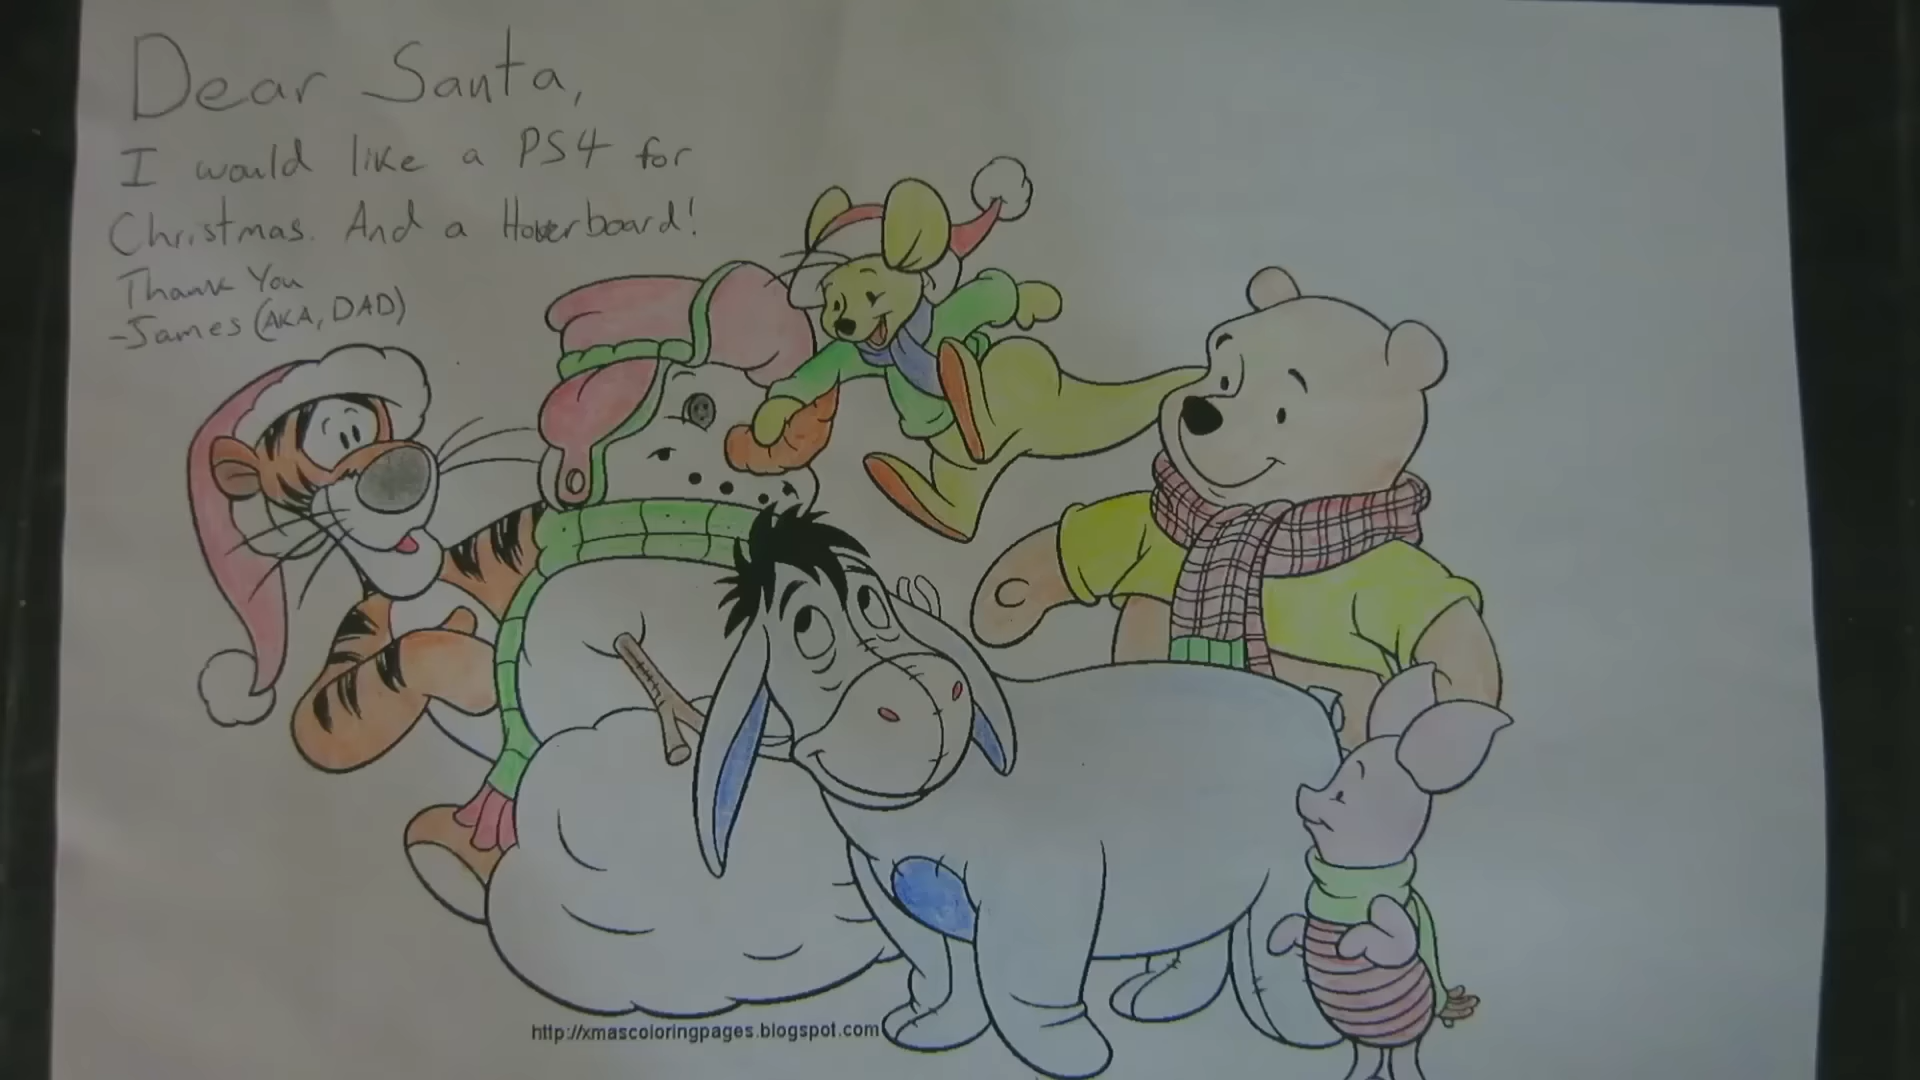 Dear Santa,
I would like a PS4 for
Christmas. And a Hoverboard!
Thank You
-James (AKA, DAD)
http://xmascoloringpages.blogspot.com